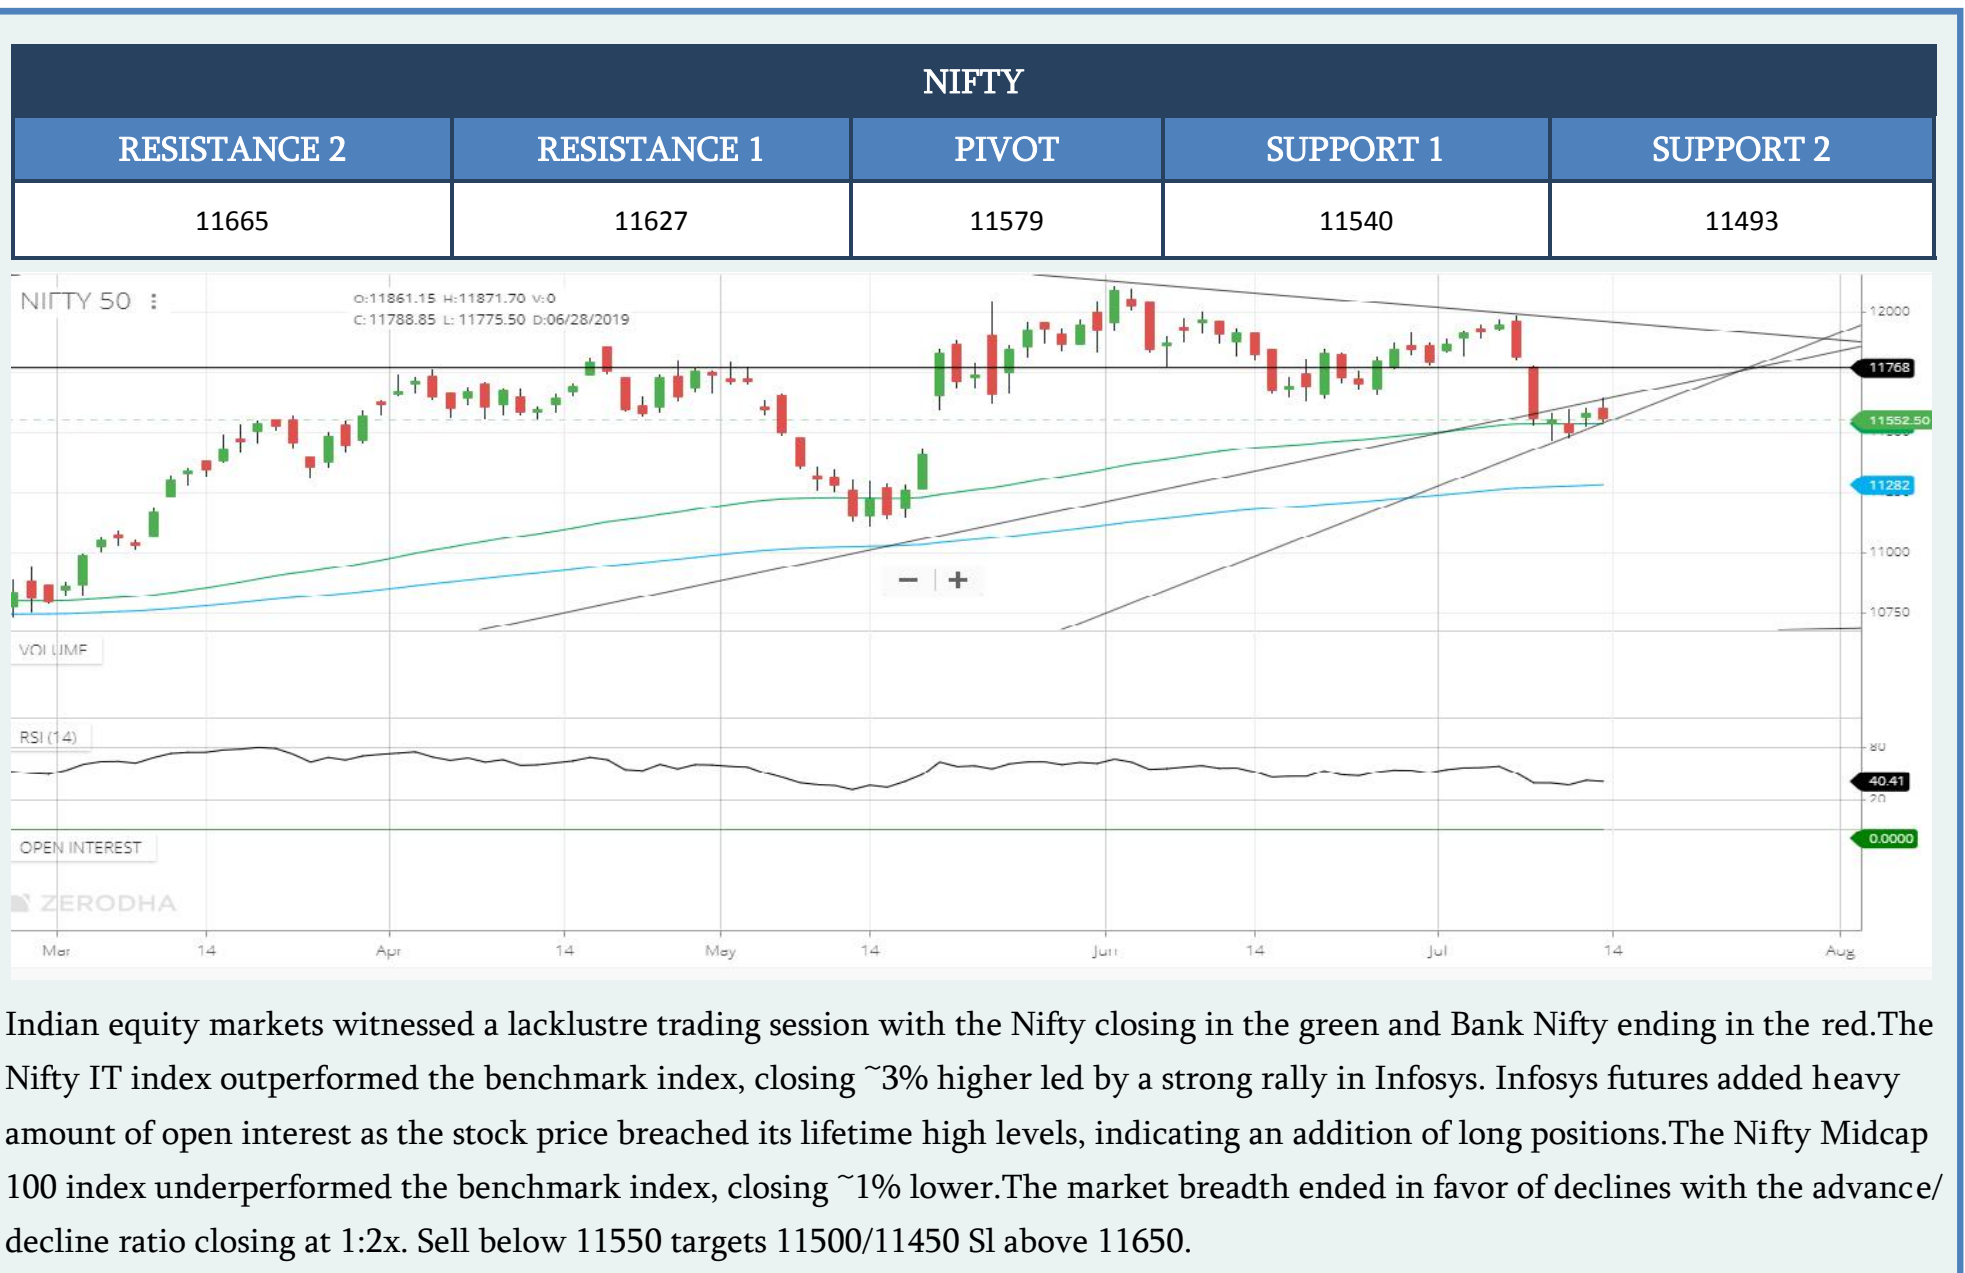 NIFTY
RESISTANCE 2 RESISTANCE 1 PIVOT SUPPORT 1 SUPPORT 2
11665 11627 11579 11540 11493
NIFTY 50
O:11861.15 H:11871.70 V:0
C:11788.85 L:11775.50 D:06/28/2019
12000
11768
11552.50
11282
11000
10750
VOLUME
RSI (14)
80
40.41
20
0.0000
OPEN INTEREST
ZERODHA
Mar 14 Apr 14 May 14 Jun 14 Jul 14 Aug
Indian equity markets witnessed a lacklustre trading session with the Nifty closing in the green and Bank Nifty ending in the red.The
Nifty IT index outperformed the benchmark index, closing ~3% higher led by a strong rally in Infosys. Infosys futures added heavy
amount of open interest as the stock price breached its lifetime high levels, indicating an addition of long positions.The Nifty Midcap
100 index underperformed the benchmark index, closing ~1% lower.The market breadth ended in favor of declines with the advance/
decline ratio closing at 1:2x. Sell below 11550 targets 11500/11450 Sl above 11650.